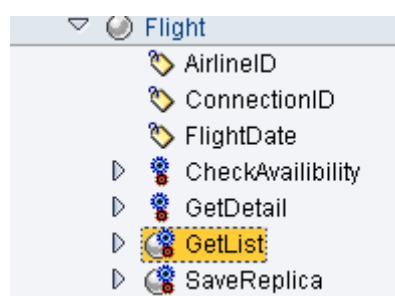 Flight
AirlineID
ConnectionID
FlightDate
CheckAvailibility
GetDetail
GetList
SaveReplica